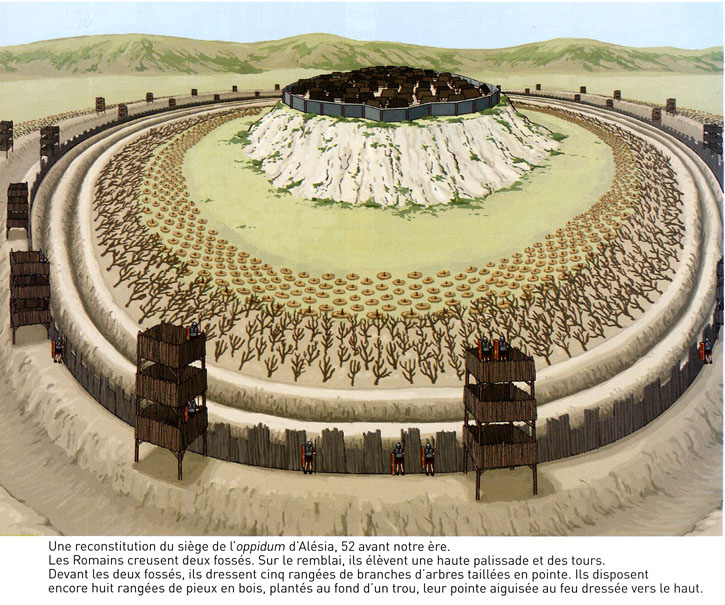 Une reconstitution du siège de l'oppidum d'Alésia, 52 avant notre ère.
Les Romains creusent deux fossés. Sur le remblai, ils élèvent une haute palissade et des tours.
Devant les deux fossés, ils dressent cinq rangées de branches d'arbres taillées en pointe. Ils disposent
encore huit rangées de pieux en bois, plantés au fond d'un trou, leur pointe aiguisée au feu dressée vers le haut.